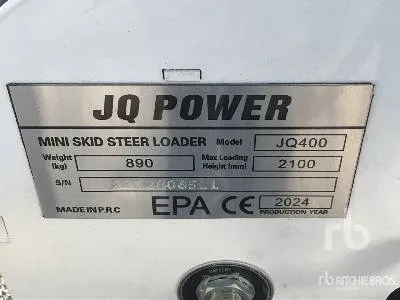 JQ POWER
MINI SKID STEER LOADER Model JQ400
Weight (kg) 890 Max Loading Height (mm) 2100
S/N
MADE IN P.R.C EPA CE 2024
PRODUCTION YEAR
RITCHIE BROS